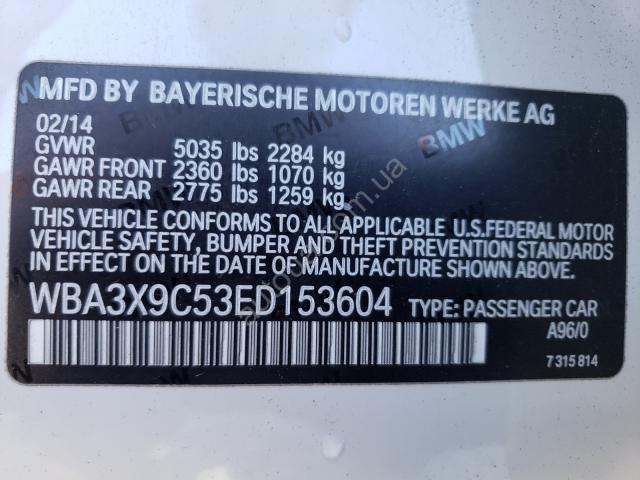 MFD BY BAYERISCHE MOTOREN WERKE AG
02/14
GVWR 5035 lbs 2284 kg
GAWR FRONT 2360 lbs 1070 kg
GAWR REAR 2775 lbs 1259 kg
THIS VEHICLE CONFORMS TO ALL APPLICABLE U.S.FEDERAL MOTOR
VEHICLE SAFETY, BUMPER AND THEFT PREVENTION STANDARDS
IN EFFECT ON THE DATE OF MANUFACTURE SHOWN ABOVE.
WBA3X9C53ED153604 TYPE: PASSENGER CAR
A96/0
7 315 814
BMW
BMW
BMW